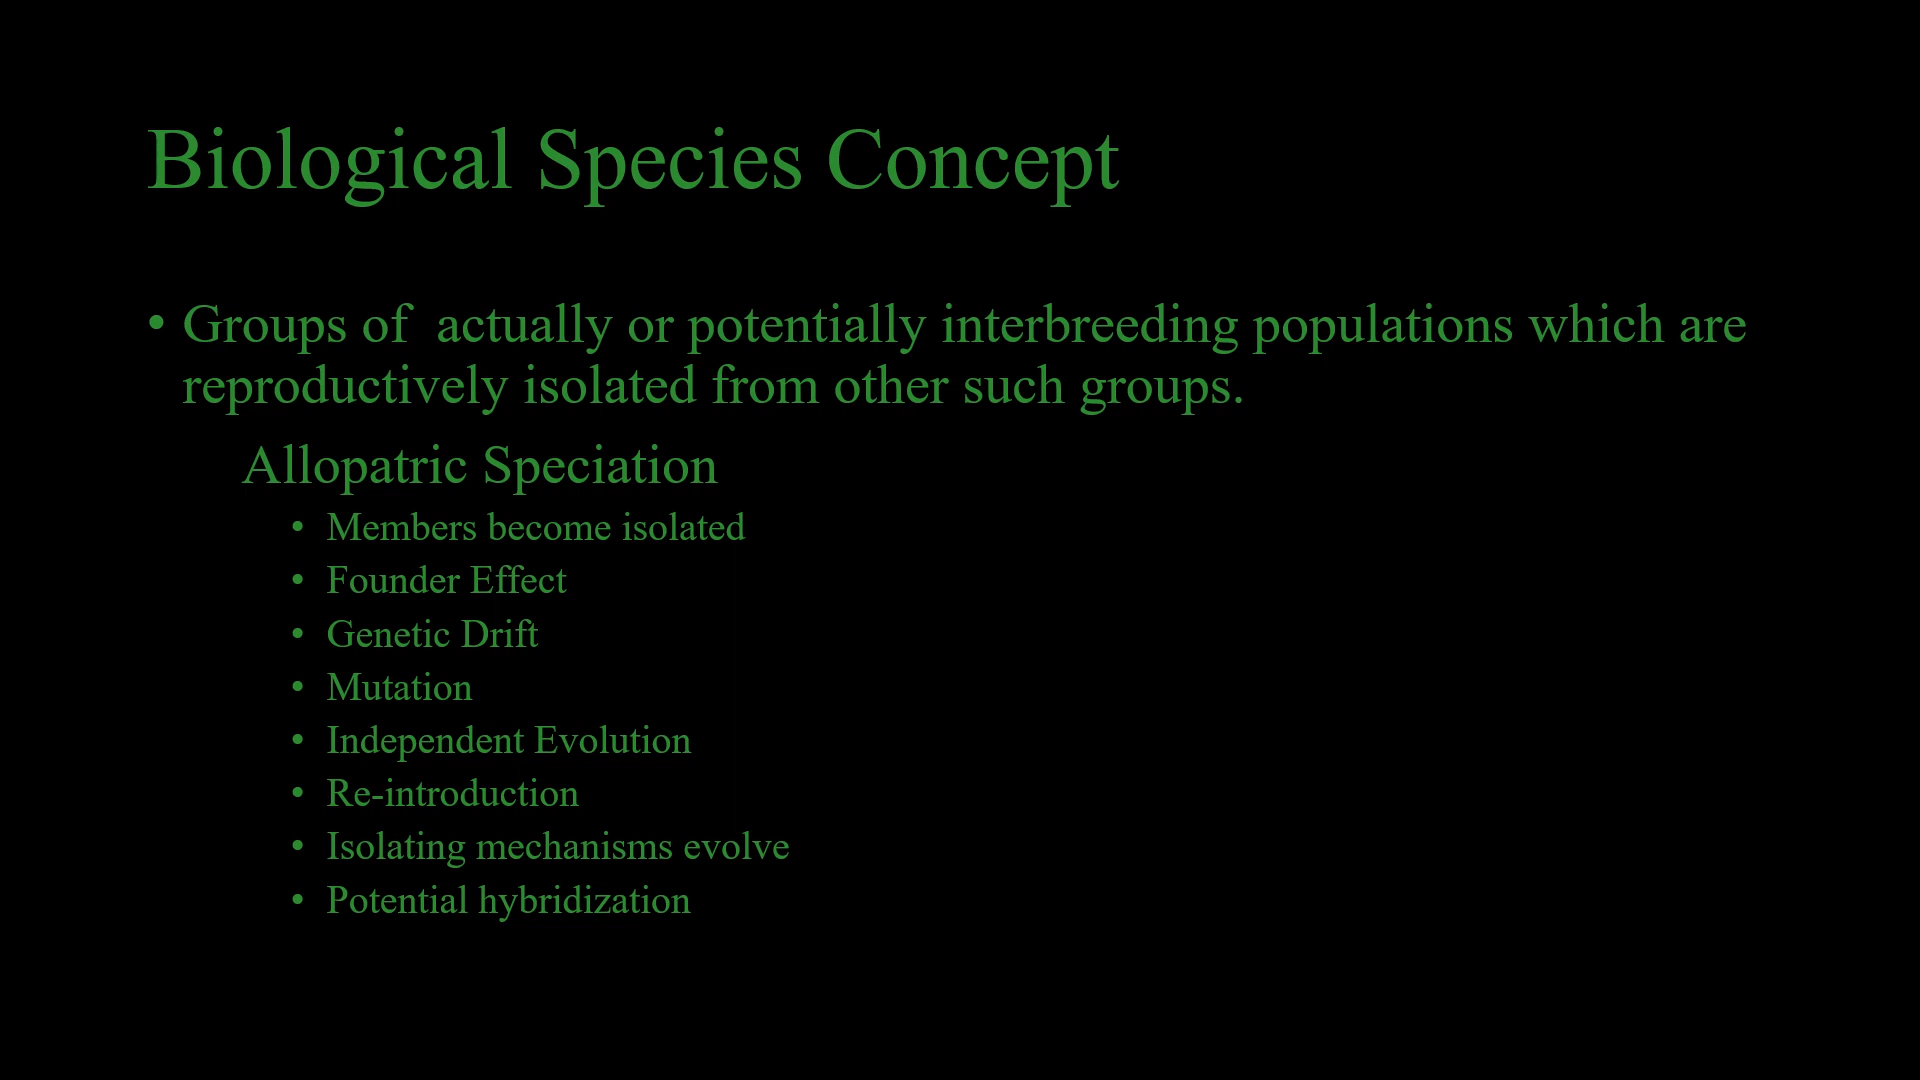 Biological Species Concept
• Groups of  actually or potentially interbreeding populations which are
reproductively isolated from other such groups.
Allopatric Speciation
• Members become isolated
• Founder Effect
• Genetic Drift
• Mutation
• Independent Evolution
• Re-introduction
• Isolating mechanisms evolve
• Potential hybridization